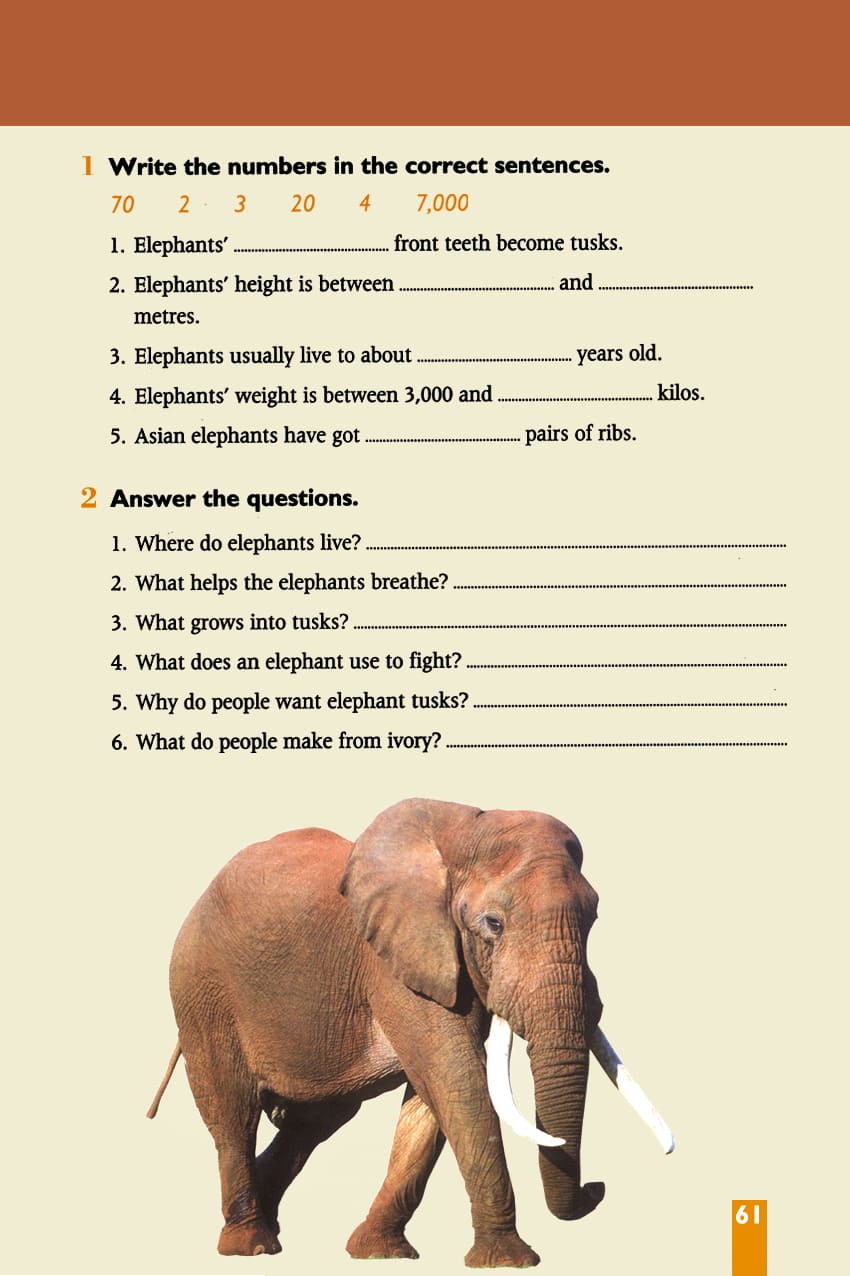 1 Write the numbers in the correct sentences.
70 2 3 20 4 7,000
1. Elephants’ ........................................ front teeth become tusks.
2. Elephants’ height is between ........................................ and ........................................
metres.
3. Elephants usually live to about ........................................ years old.
4. Elephants’ weight is between 3,000 and ........................................ kilos.
5. Asian elephants have got ........................................ pairs of ribs.
2 Answer the questions.
1. Where do elephants live? ........................................
2. What helps the elephants breathe? ........................................
3. What grows into tusks? ........................................
4. What does an elephant use to fight? ........................................
5. Why do people want elephant tusks? ........................................
6. What do people make from ivory? ........................................
61